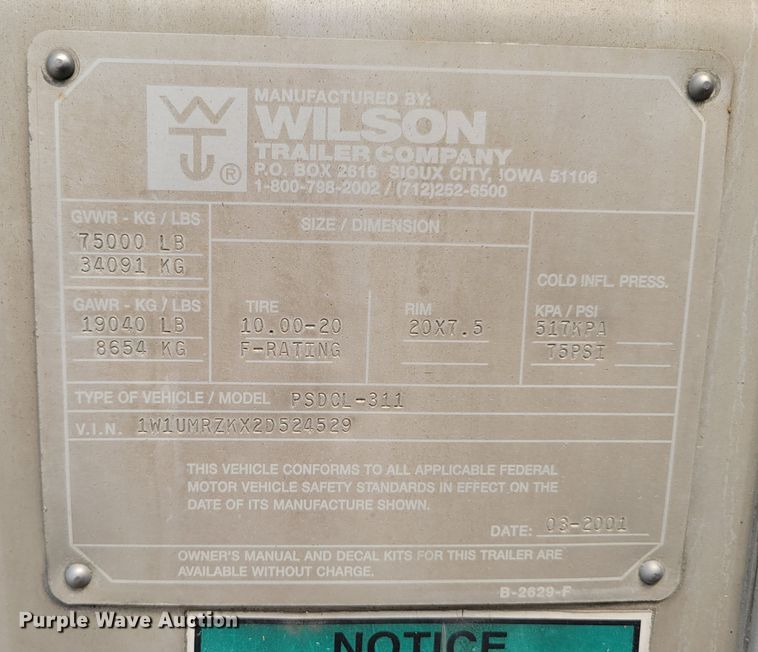 MANUFACTURED BY:
WILSON
TRAILER COMPANY
P.O. BOX 2616 SIOUX CITY, IOWA 51106
1-800-798-2002 / (712)252-6500
WT
®
GVWR - KG / LBS
75000 LB
34091 KG
GAWR - KG / LBS
19040 LB
8654 KG
SIZE / DIMENSION
TIRE
10.00-20
F-RATING
RIM
20X7.5
COLD INFL. PRESS.
KPA / PSI
517KPA
75PSI
TYPE OF VEHICLE / MODEL PSDCL-311
V.I.N. 1W1UMRZKX2D524529
THIS VEHICLE CONFORMS TO ALL APPLICABLE FEDERAL
MOTOR VEHICLE SAFETY STANDARDS IN EFFECT ON THE
DATE OF ITS MANUFACTURE SHOWN.
DATE: 03-2001
OWNER'S MANUAL AND DECAL KITS FOR THIS TRAILER ARE
AVAILABLE WITHOUT CHARGE.
B-2629-F
Purple Wave Auction
NOTICE